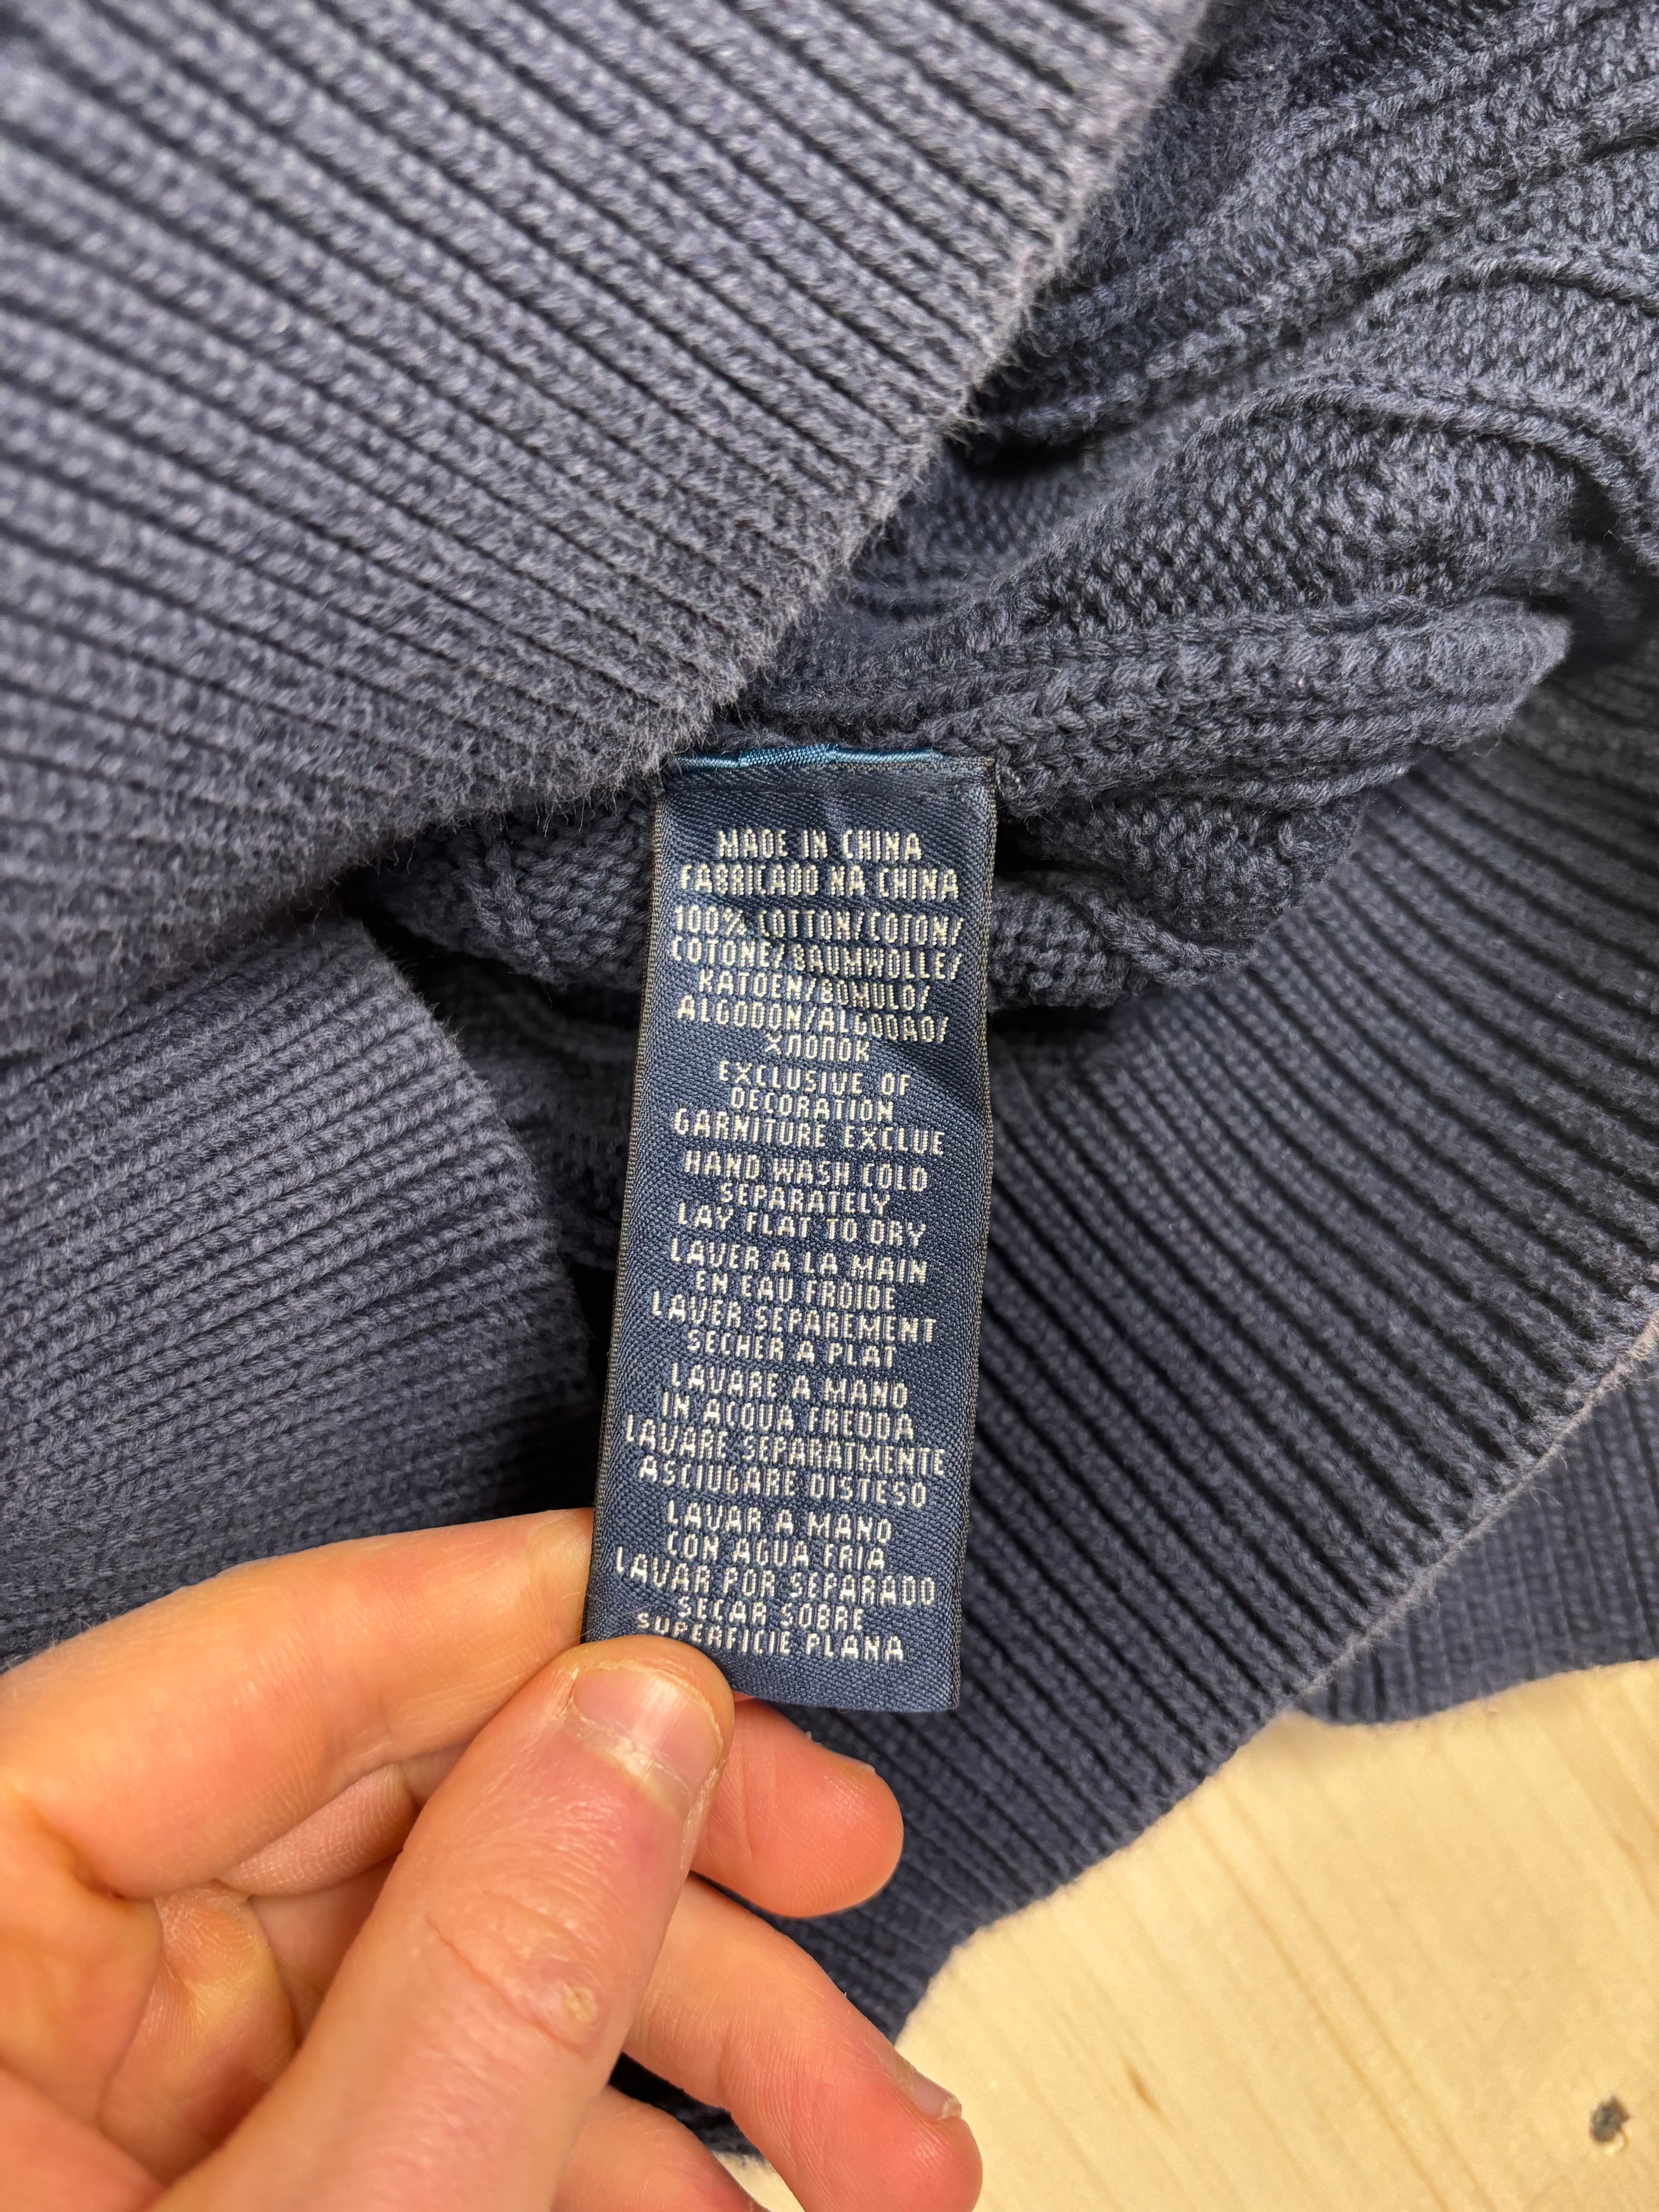 MADE IN CHINA
FABRICADO NA CHINA
100% COTTON/COTON/
COTONE/BAUMWOLLE/
KATOEN/BOMULD/
ALGODON/ALGODAO/
ХЛОПОК
EXCLUSIVE OF
DECORATION
GARNITURE EXCLUE
HAND WASH COLD
SEPARATELY
LAY FLAT TO DRY
LAVER A LA MAIN
EN EAU FROIDE
LAVER SEPAREMENT
SECHER A PLAT
LAVARE A MANO
IN ACQUA FREDDA
LAVARE SEPARATMENTE
ASCIUGARE DISTESO
LAVAR A MANO
CON AGUA FRIA
LAVAR POR SEPARADO
SECAR SOBRE
SUPERFICIE PLANA